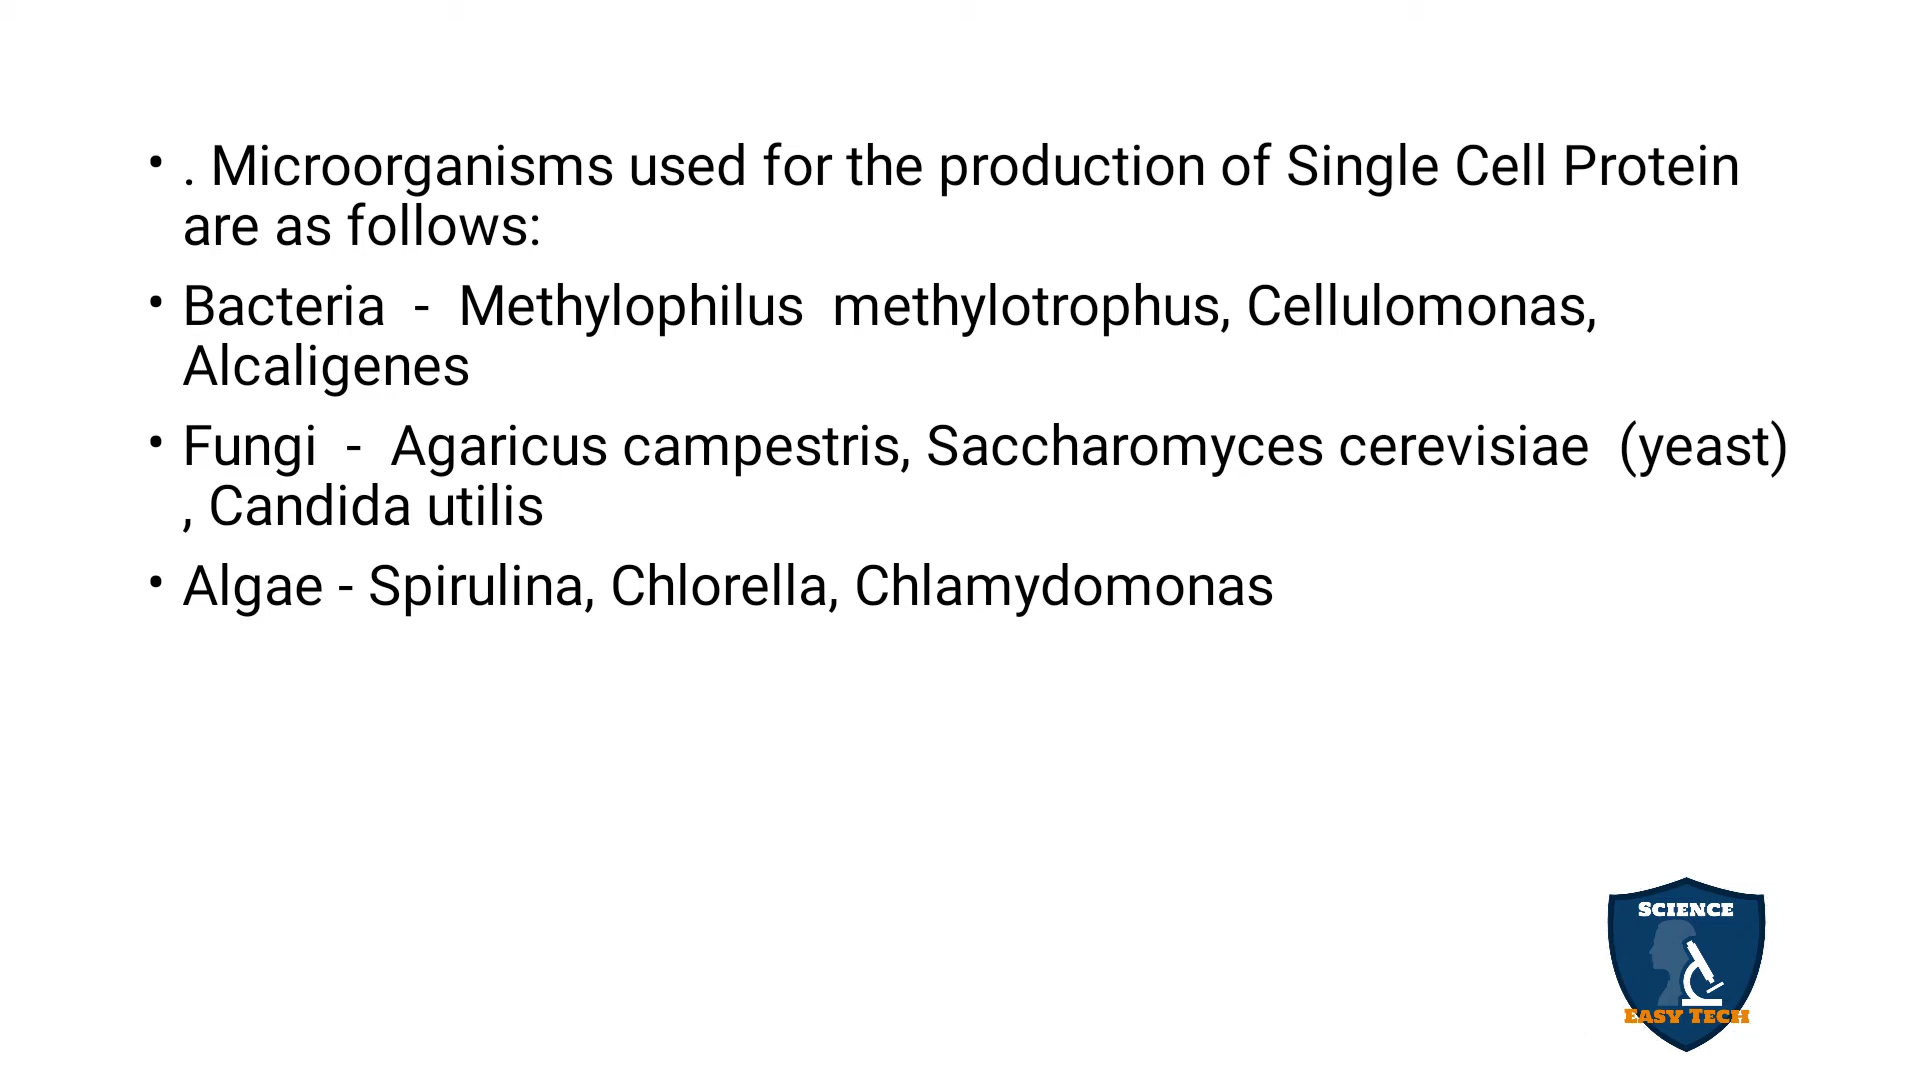 • . Microorganisms used for the production of Single Cell Protein
are as follows:
• Bacteria  -  Methylophilus  methylotrophus, Cellulomonas,
Alcaligenes
• Fungi  -  Agaricus campestris, Saccharomyces cerevisiae  (yeast)
, Candida utilis
• Algae - Spirulina, Chlorella, Chlamydomonas
SCIENCE
EASY TECH